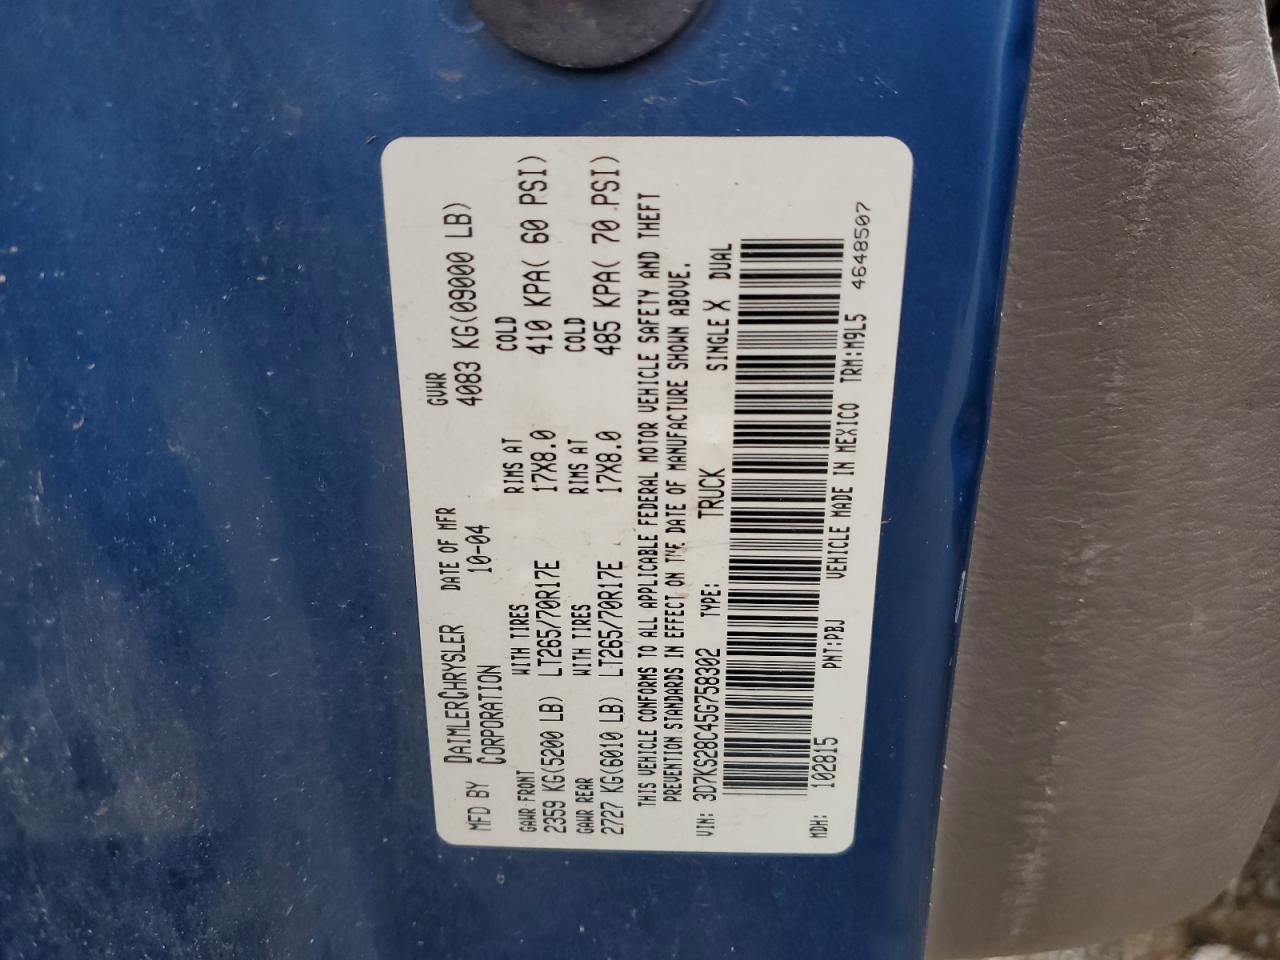 MFD BY DAIMLERCHRYSLER CORPORATION DATE OF MFR 10-04 GVWR 4083 KG(09000 LB)
GAWR FRONT WITH TIRES RIMS AT COLD
2359 KG(5200 LB) LT265/70R17E 17X8.0 410 KPA( 60 PSI)
GAWR REAR WITH TIRES RIMS AT COLD
2727 KG(6010 LB) LT265/70R17E 17X8.0 485 KPA( 70 PSI)
THIS VEHICLE CONFORMS TO ALL APPLICABLE FEDERAL MOTOR VEHICLE SAFETY AND THEFT
PREVENTION STANDARDS IN EFFECT ON THE DATE OF MANUFACTURE SHOWN ABOVE.
VIN: 3D7KS28C45G758302 TYPE: TRUCK SINGLE X DUAL
MDH: 102815 PNT:PBJ VEHICLE MADE IN MEXICO TRM:M9L5 4648507